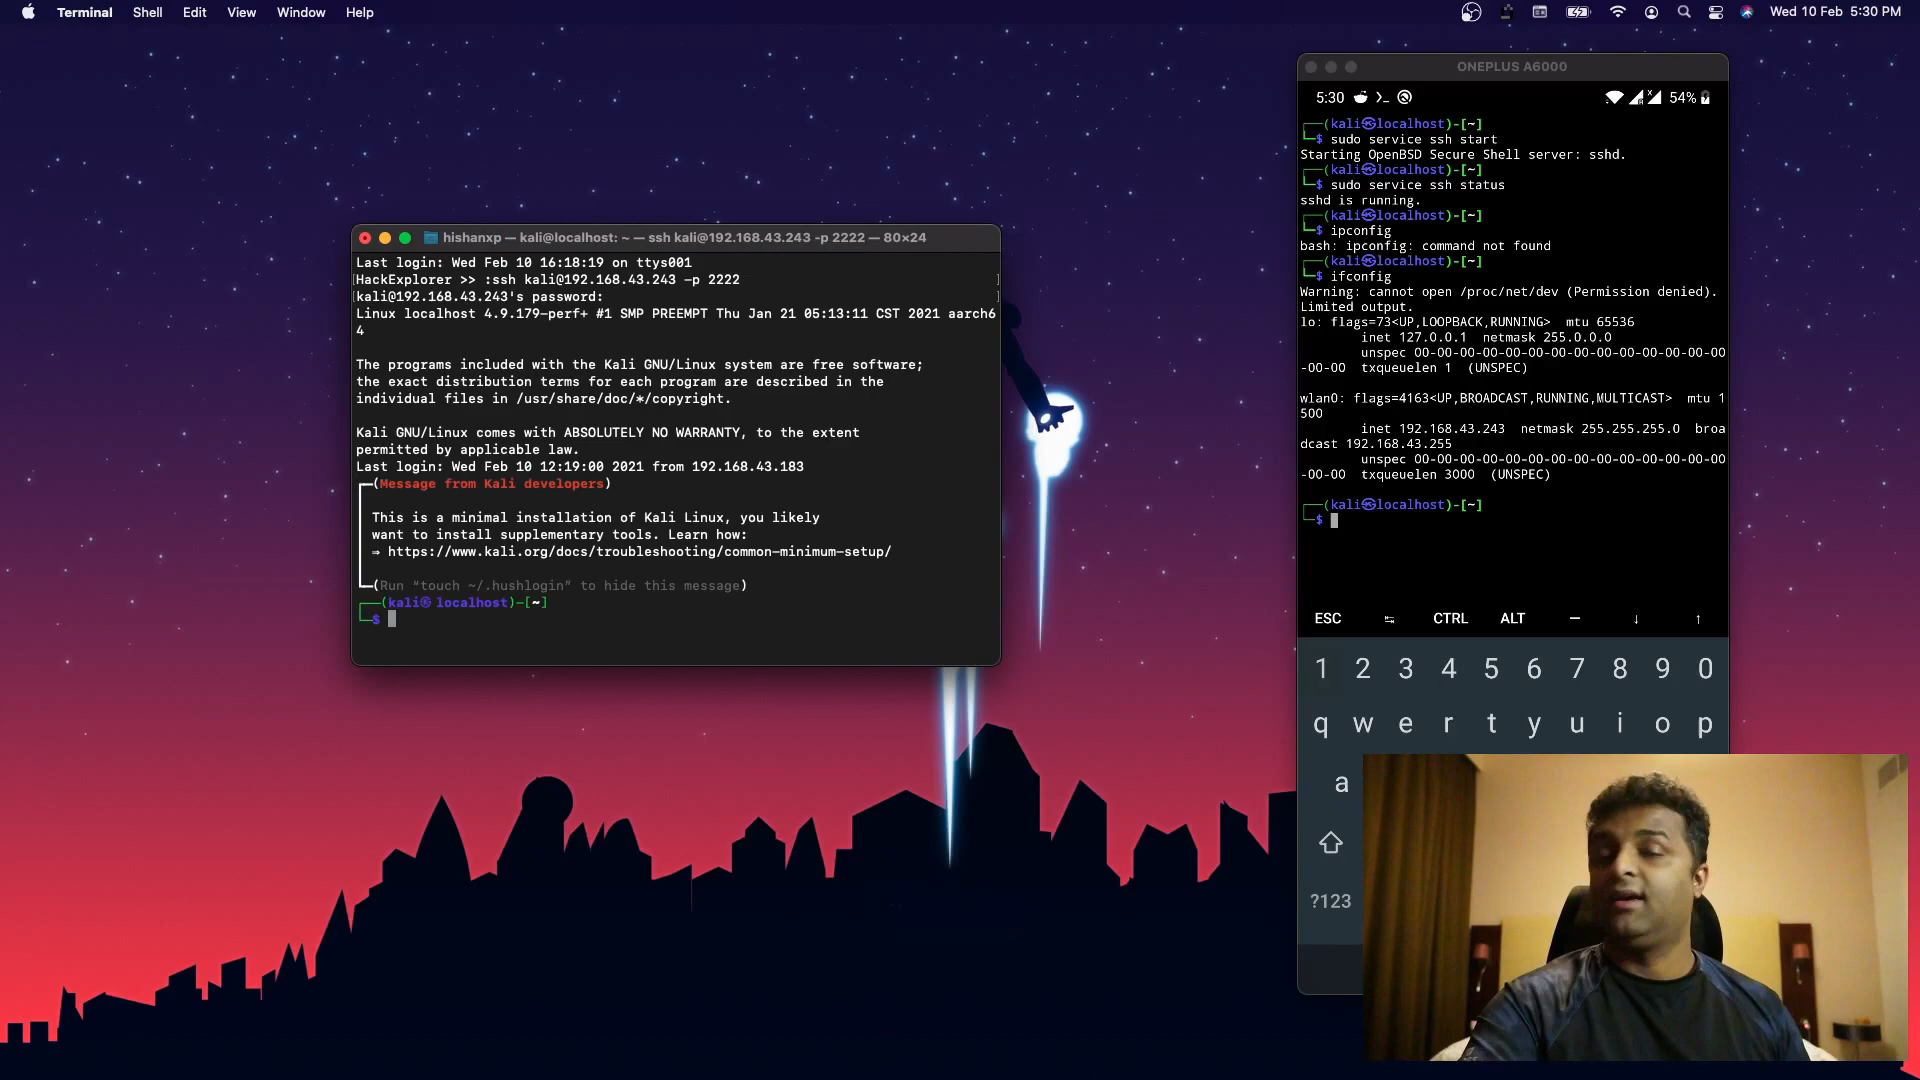 Terminal Shell Edit View Window Help
Wed 10 Feb 5:30 PM
hishanxp — kali@localhost: ~ — ssh kali@192.168.43.243 -p 2222 — 80×24
Last login: Wed Feb 10 16:18:19 on ttys001
[HackExplorer >> :ssh kali@192.168.43.243 -p 2222 ]
[kali@192.168.43.243's password: ]
Linux localhost 4.9.179-perf+ #1 SMP PREEMPT Thu Jan 21 05:13:11 CST 2021 aarch6
4
The programs included with the Kali GNU/Linux system are free software;
the exact distribution terms for each program are described in the
individual files in /usr/share/doc/*/copyright.
Kali GNU/Linux comes with ABSOLUTELY NO WARRANTY, to the extent
permitted by applicable law.
Last login: Wed Feb 10 12:19:00 2021 from 192.168.43.183
┏━(Message from Kali developers)
┃ This is a minimal installation of Kali Linux, you likely
┃ want to install supplementary tools. Learn how:
┃ ⇒ https://www.kali.org/docs/troubleshooting/common-minimum-setup/
┗━(Run “touch ~/.hushlogin” to hide this message)
┌──(kali㉿ localhost)-[~]
└─$
ONEPLUS A6000
5:30 54%
┌──(kali㉿localhost)-[~]
└─$ sudo service ssh start
Starting OpenBSD Secure Shell server: sshd.
┌──(kali㉿localhost)-[~]
└─$ sudo service ssh status
sshd is running.
┌──(kali㉿localhost)-[~]
└─$ ipconfig
bash: ipconfig: command not found
┌──(kali㉿localhost)-[~]
└─$ ifconfig
Warning: cannot open /proc/net/dev (Permission denied).
Limited output.
lo: flags=73<UP,LOOPBACK,RUNNING> mtu 65536
inet 127.0.0.1 netmask 255.0.0.0
unspec 00-00-00-00-00-00-00-00-00-00-00-00-00-00
-00-00 txqueuelen 1 (UNSPEC)
wlan0: flags=4163<UP,BROADCAST,RUNNING,MULTICAST> mtu 1
500
inet 192.168.43.243 netmask 255.255.255.0 broa
dcast 192.168.43.255
unspec 00-00-00-00-00-00-00-00-00-00-00-00-00-00
-00-00 txqueuelen 3000 (UNSPEC)
┌──(kali㉿localhost)-[~]
└─$
ESC ↹ CTRL ALT — ↓ ↑
1 2 3 4 5 6 7 8 9 0
q w e r t y u i o p
a
?123